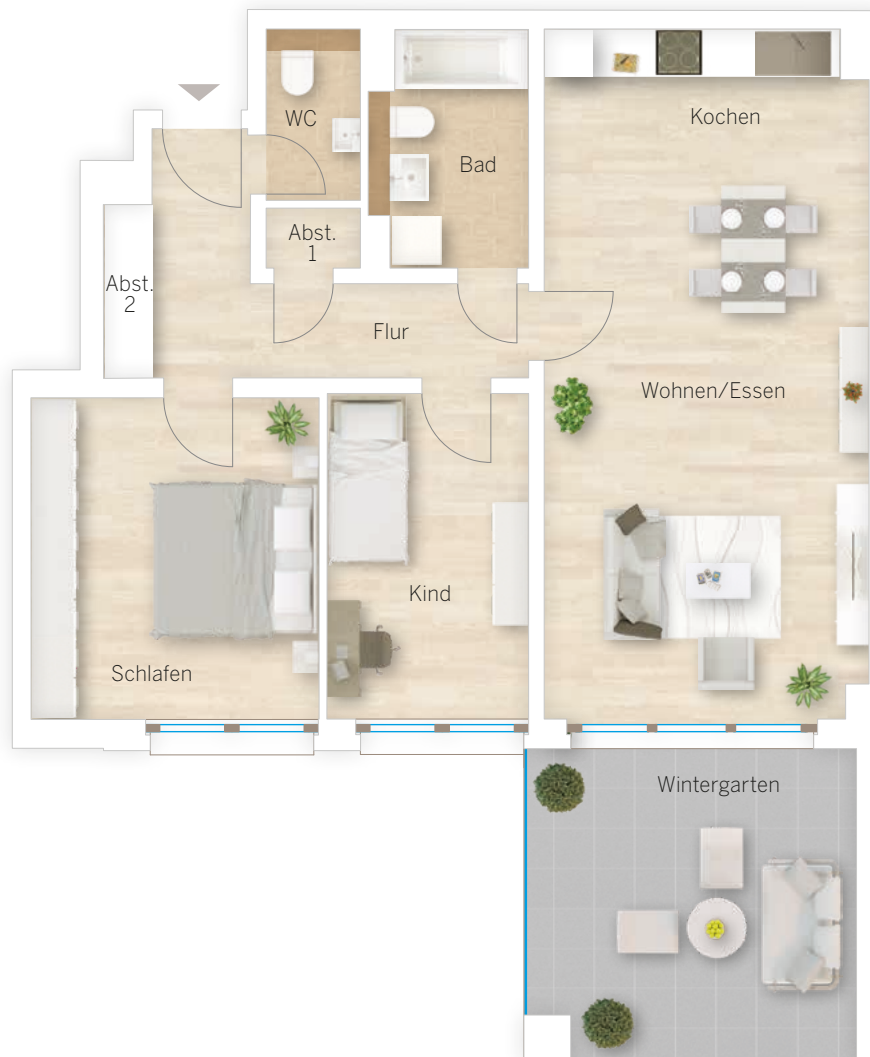 Kochen
WC
Bad
Abst.
1
Abst.
2
Flur
Wohnen/Essen
Kind
Schlafen
Wintergarten